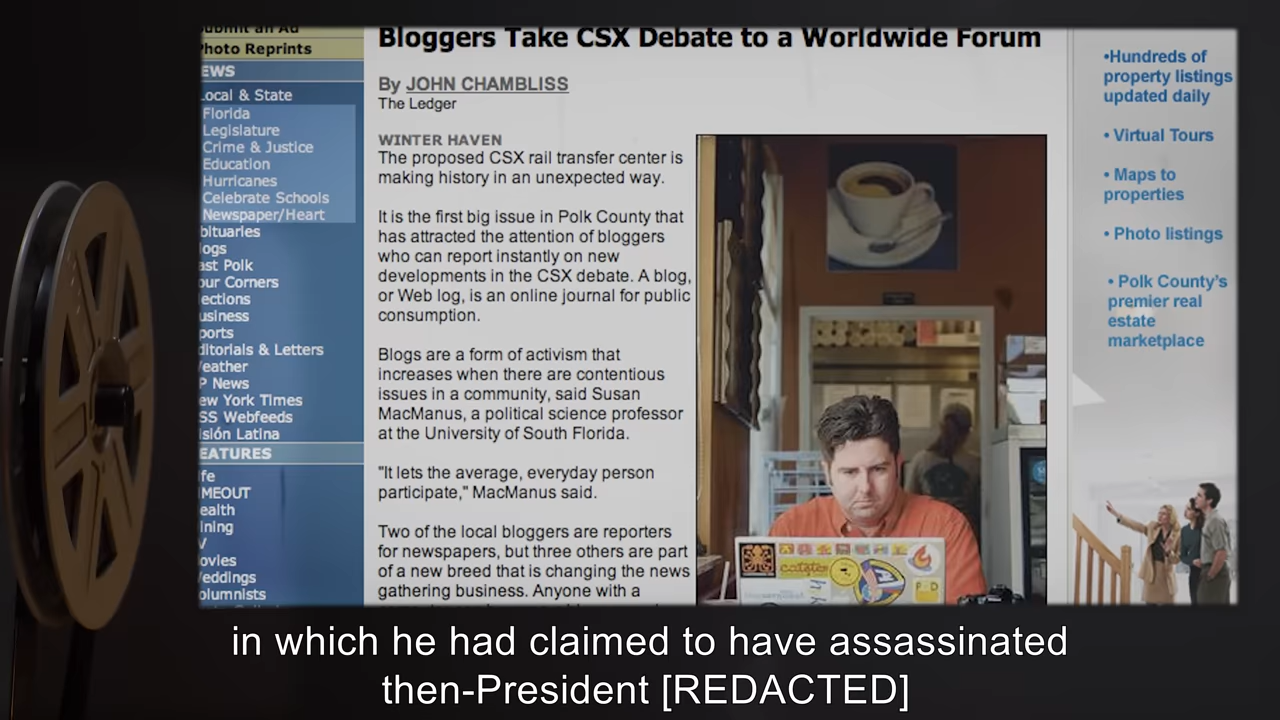 Submit an Ad
Photo Reprints
EWS
Local & State
Florida
Legislature
Crime & Justice
Education
Hurricanes
Celebrate Schools
Newspaper/Heart
bituaries
logs
ast Polk
our Corners
lections
usiness
ports
ditorials & Letters
eather
P News
ew York Times
SS Webfeeds
isión Latina
EATURES
ife
IMEOUT
ealth
ining
V
ovies
eddings
olumnists
Bloggers Take CSX Debate to a Worldwide Forum
By JOHN CHAMBLISS
The Ledger
WINTER HAVEN
The proposed CSX rail transfer center is
making history in an unexpected way.
It is the first big issue in Polk County that
has attracted the attention of bloggers
who can report instantly on new
developments in the CSX debate. A blog,
or Web log, is an online journal for public
consumption.
Blogs are a form of activism that
increases when there are contentious
issues in a community, said Susan
MacManus, a political science professor
at the University of South Florida.
"It lets the average, everyday person
participate," MacManus said.
Two of the local bloggers are reporters
for newspapers, but three others are part
of a new breed that is changing the news
gathering business. Anyone with a
•Hundreds of
property listings
updated daily
• Virtual Tours
• Maps to
properties
• Photo listings
• Polk County's
premier real
estate
marketplace
in which he had claimed to have assassinated
then-President [REDACTED]